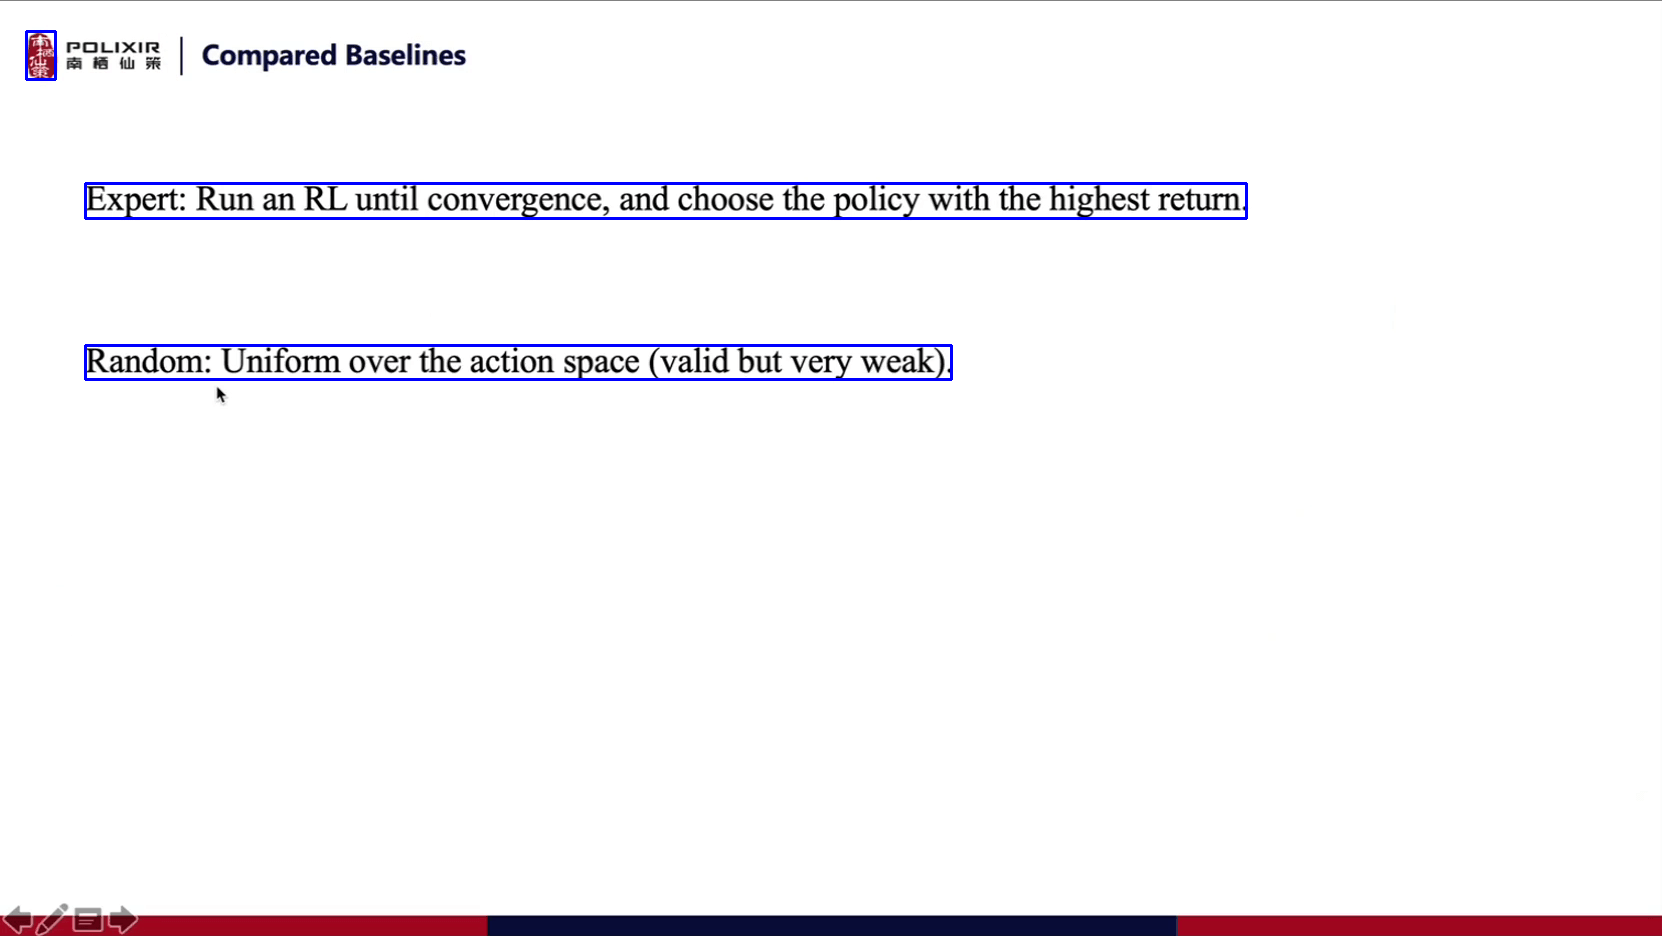 南栖仙策
POLIXIR
南栖仙策
Compared Baselines
Expert: Run an RL until convergence, and choose the policy with the highest return.
Random: Uniform over the action space (valid but very weak).